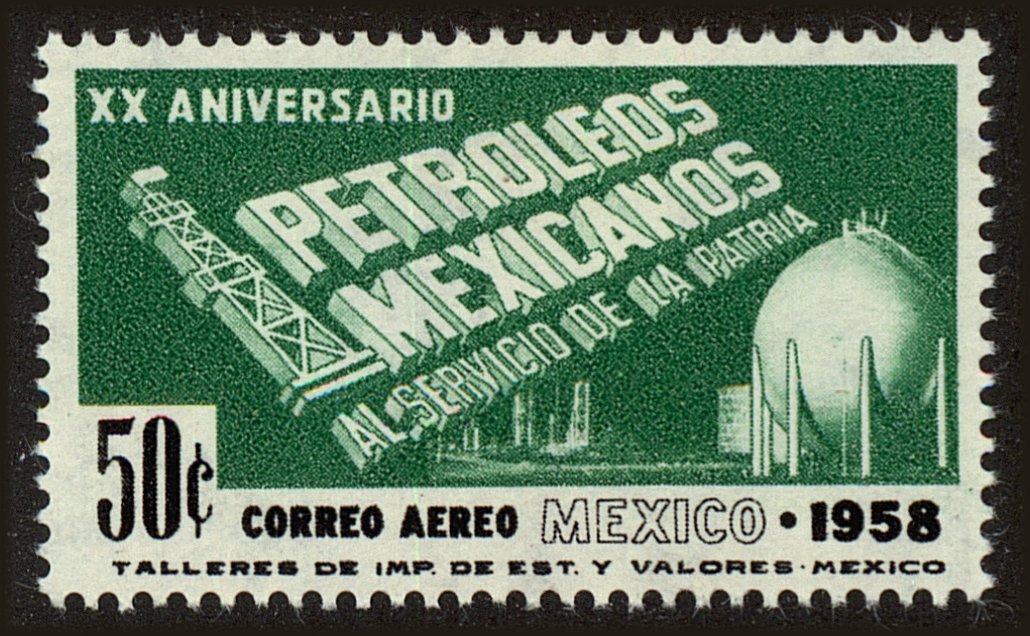 XX ANIVERSARIO
PETROLEOS
MEXICANOS
AL SERVICIO DE LA PATRIA
50¢
CORREO AEREO MEXICO • 1958
TALLERES DE IMP. DE EST. Y VALORES · MEXICO